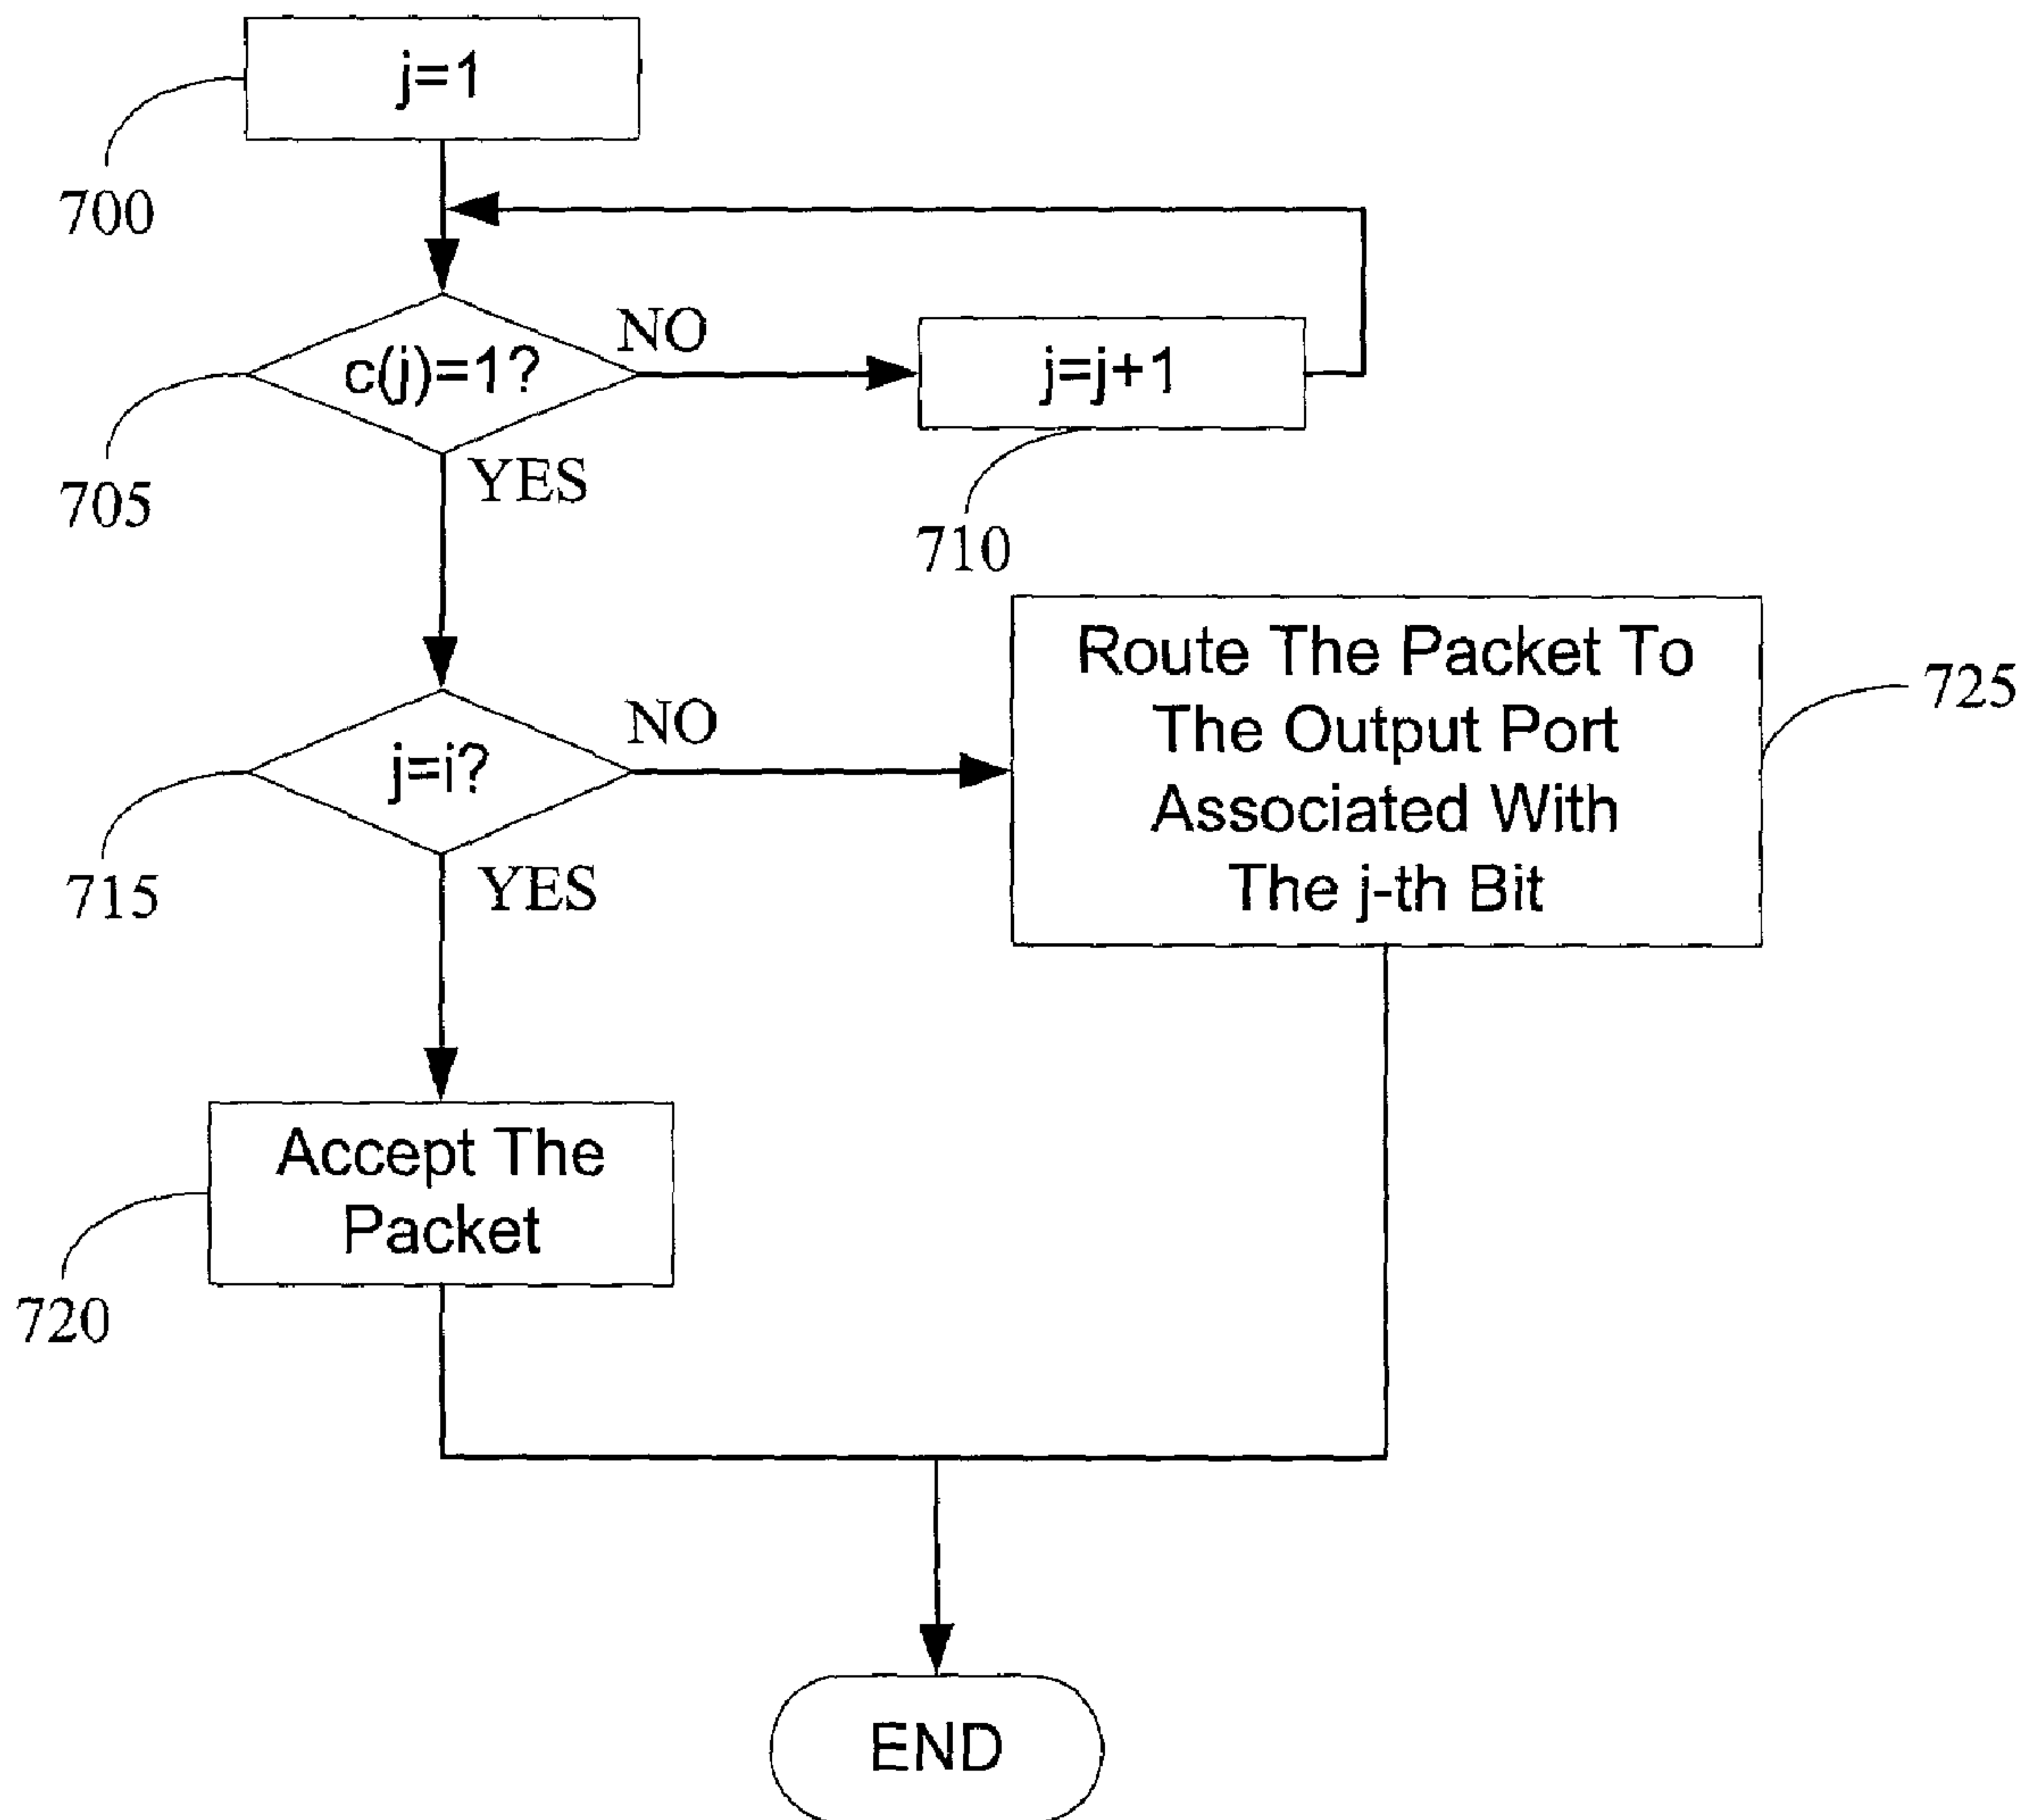 j=1
700
c(j)=1?
NO
j=j+1
705
YES
710
j=i?
NO
Route The Packet To
The Output Port
Associated With
The j-th Bit
725
715
YES
Accept The
Packet
720
END